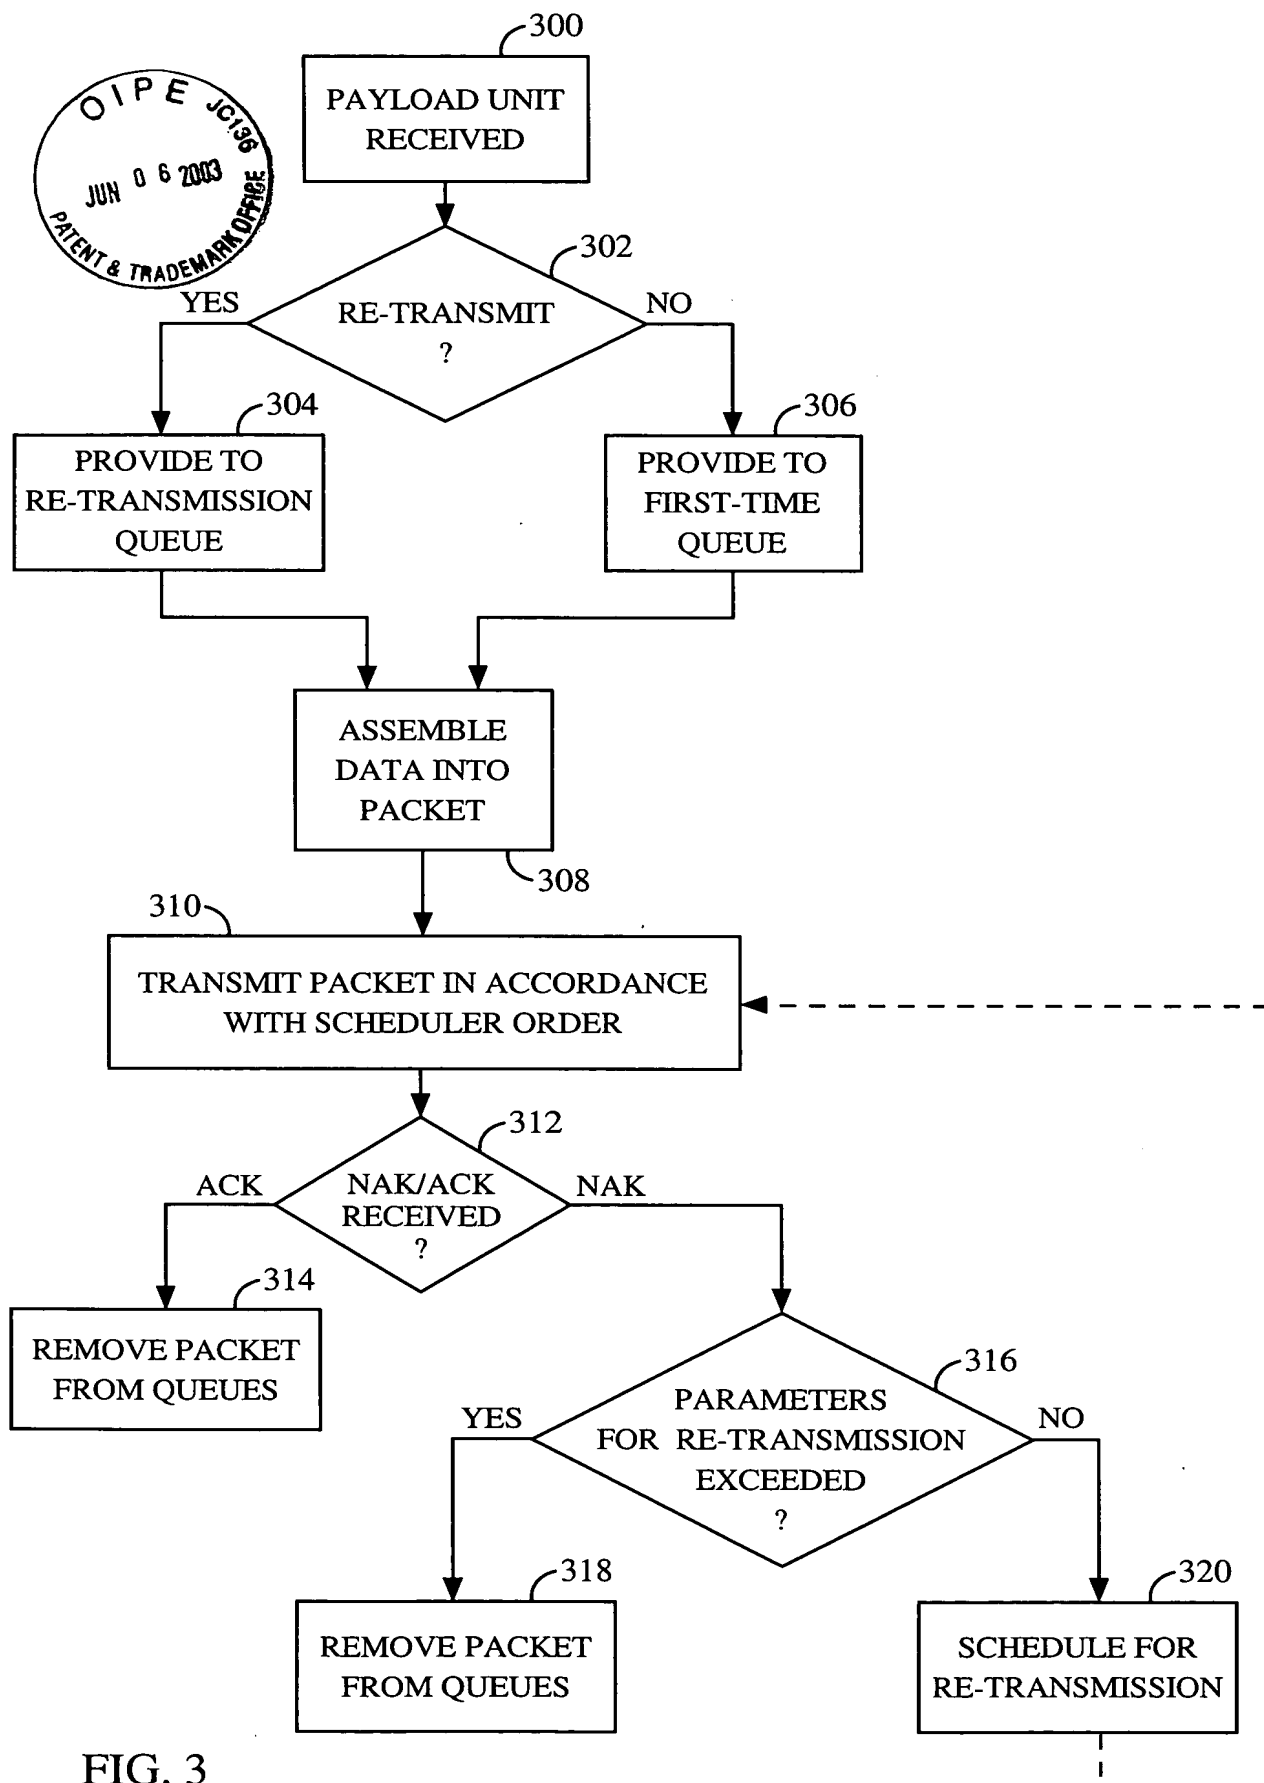 300
PAYLOAD UNIT
RECEIVED
OIPE JC136
JUN 06 2003
PATENT & TRADEMARK OFFICE
302
YES
RE-TRANSMIT
?
NO
304
PROVIDE TO
RE-TRANSMISSION
QUEUE
306
PROVIDE TO
FIRST-TIME
QUEUE
ASSEMBLE
DATA INTO
PACKET
308
310
TRANSMIT PACKET IN ACCORDANCE
WITH SCHEDULER ORDER
312
ACK
NAK/ACK
RECEIVED
?
NAK
314
REMOVE PACKET
FROM QUEUES
316
YES
PARAMETERS
FOR RE-TRANSMISSION
EXCEEDED
?
NO
318
REMOVE PACKET
FROM QUEUES
320
SCHEDULE FOR
RE-TRANSMISSION
FIG. 3